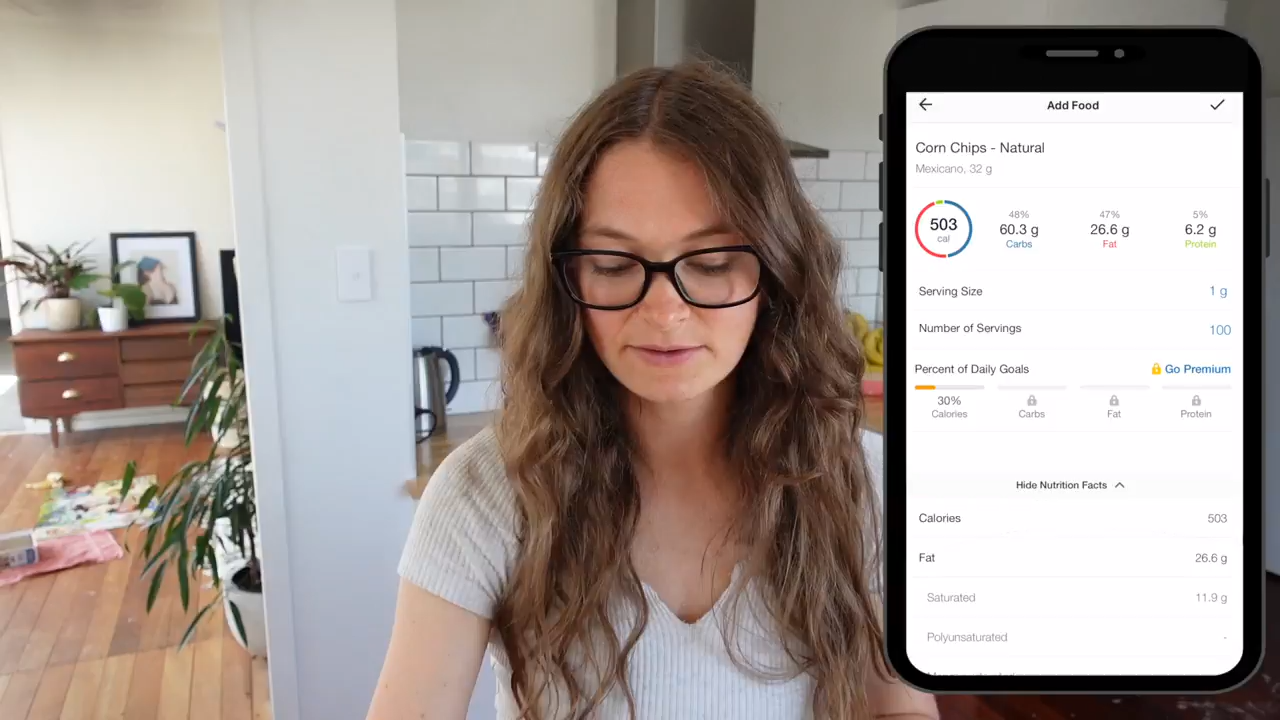 Add Food
Corn Chips - Natural
Mexicano, 32 g
503
cal
48%
60.3 g
Carbs
47%
26.6 g
Fat
5%
6.2 g
Protein
Serving Size
1 g
Number of Servings
100
Percent of Daily Goals
Go Premium
30%
Calories
Carbs
Fat
Protein
Hide Nutrition Facts
Calories
503
Fat
26.6 g
Saturated
11.9 g
Polyunsaturated
-